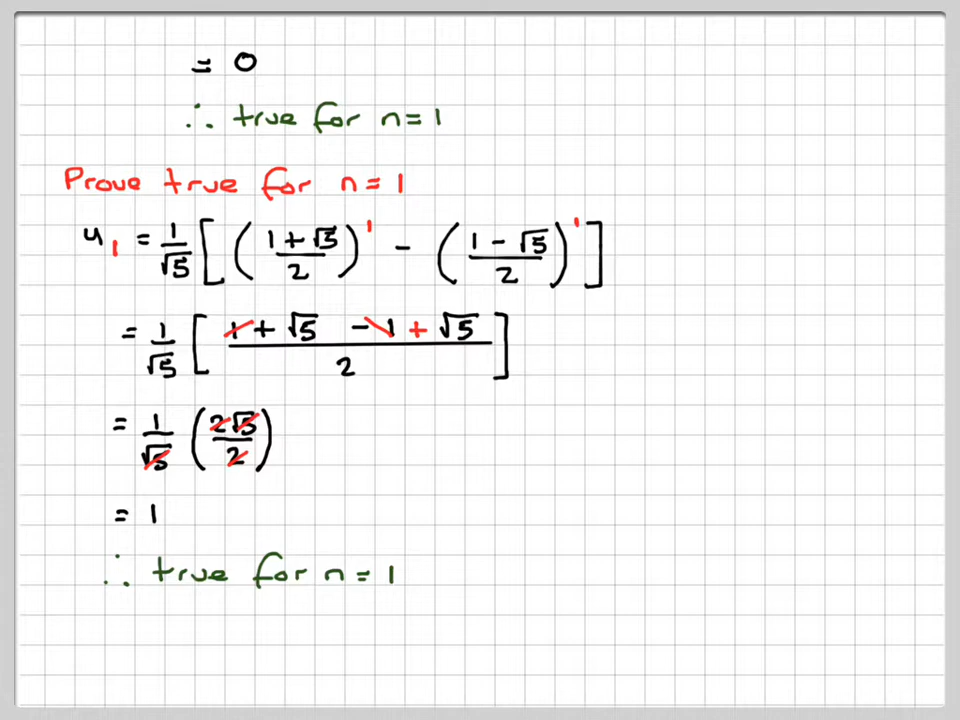 = 0
∴ true for n=1
Prove true for n=1
u₁ = 1/√5 [ ( (1+√5)/2 )¹ − ( (1−√5)/2 )¹ ]
= 1/√5 [ (1+√5 −1+√5)/2 ]
= 1/√5 ( 2√5/2 )
= 1
∴ true for n=1